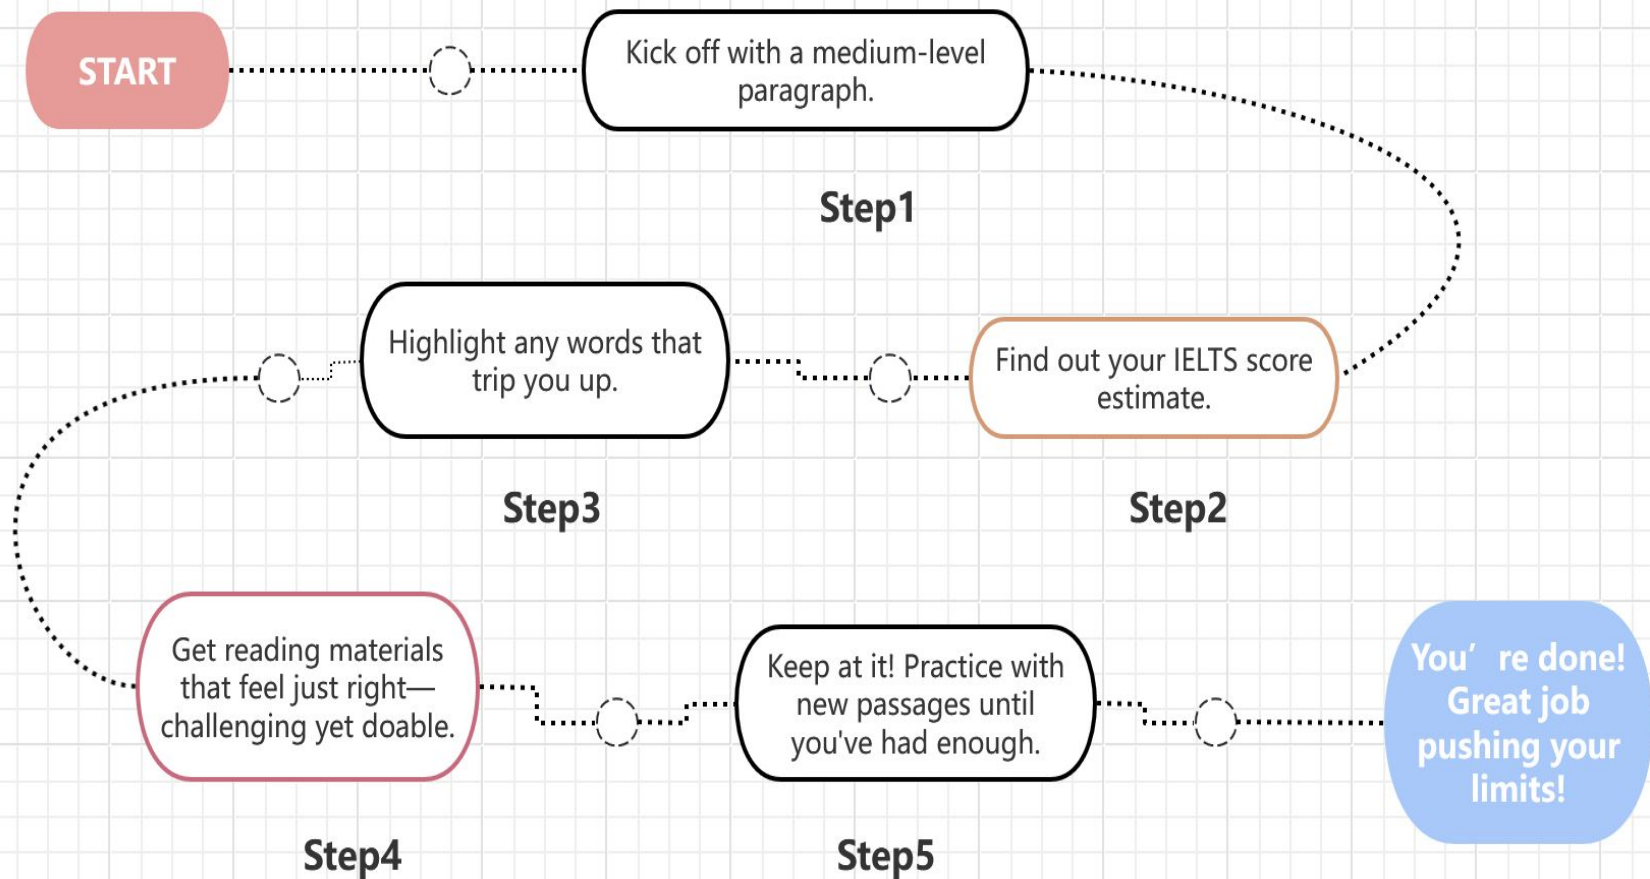 START
Kick off with a medium-level
paragraph.
Step1
Find out your IELTS score
estimate.
Step2
Highlight any words that
trip you up.
Step3
Get reading materials
that feel just right—
challenging yet doable.
Step4
Keep at it! Practice with
new passages until
you've had enough.
Step5
You’ re done!
Great job
pushing your
limits!